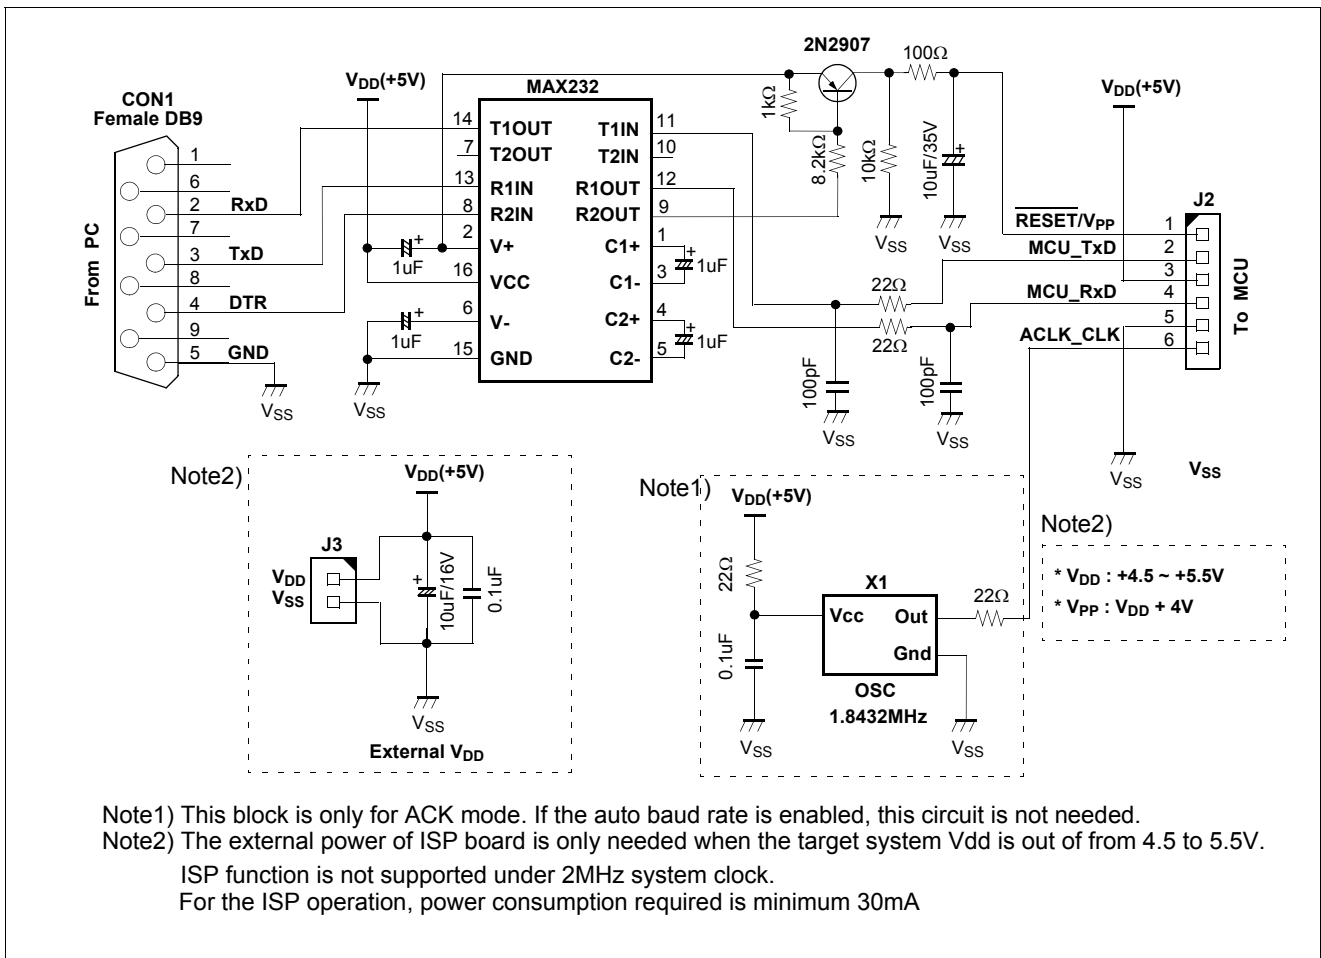 2N2907
100Ω
VDD(+5V)
MAX232
1kΩ
VDD(+5V)
CON1
Female DB9
14 T1OUT T1IN 11
7 T2OUT T2IN 10
13 R1IN R1OUT 12
8 R2IN R2OUT 9
2 V+ C1+ 1
16 VCC C1- 3
6 V- C2+ 4
15 GND C2- 5
1
6
2 RxD
7
3 TxD
8
4 DTR
9
5 GND
From PC
VSS
1uF
1uF
VSS
1uF
1uF
8.2kΩ
10kΩ
10uF/35V
VSS
VSS
J2
RESET/VPP 1
MCU_TxD 2
3
MCU_RxD 4
5
ACLK_CLK 6
To MCU
22Ω
22Ω
100pF
100pF
VSS
VSS
VSS
VSS
Note2)
VDD(+5V)
J3
VDD
VSS
10uF/16V
0.1uF
VSS
External VDD
Note1)
VDD(+5V)
22Ω
0.1uF
VSS
X1
Vcc Out
Gnd
OSC
1.8432MHz
22Ω
VSS
Note2)
* VDD : +4.5 ~ +5.5V
* VPP : VDD + 4V
Note1) This block is only for ACK mode. If the auto baud rate is enabled, this circuit is not needed.
Note2) The external power of ISP board is only needed when the target system Vdd is out of from 4.5 to 5.5V.
ISP function is not supported under 2MHz system clock.
For the ISP operation, power consumption required is minimum 30mA